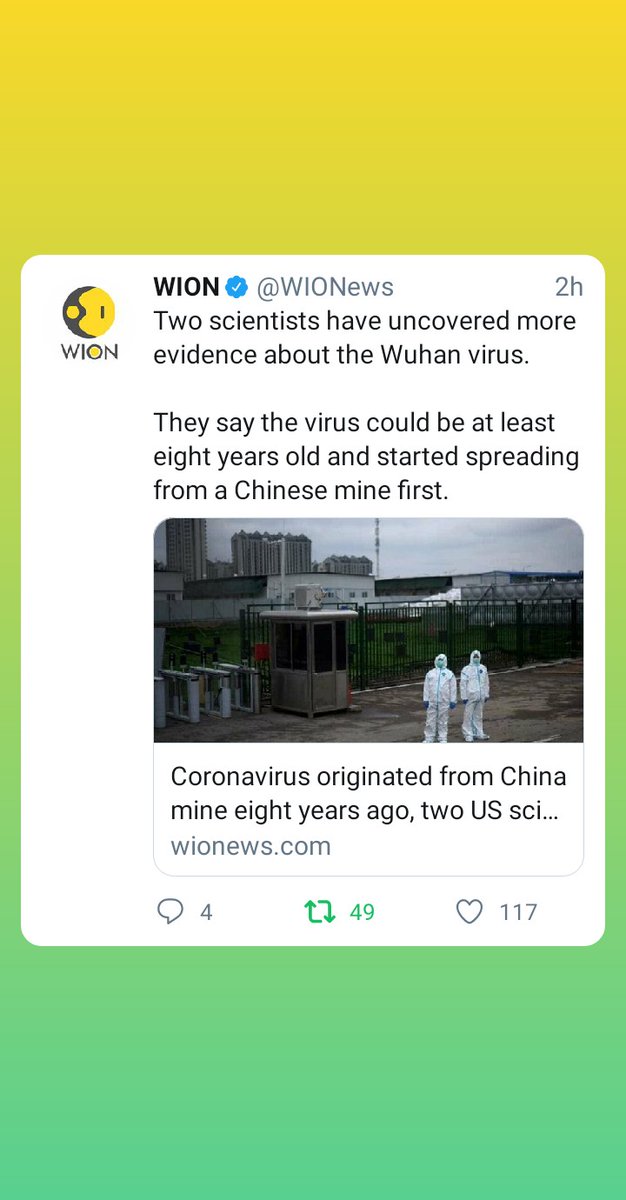 WION @WIONews 2h
Two scientists have uncovered more
evidence about the Wuhan virus.
WION
They say the virus could be at least
eight years old and started spreading
from a Chinese mine first.
Coronavirus originated from China
mine eight years ago, two US sci...
wionews.com
4 49 117